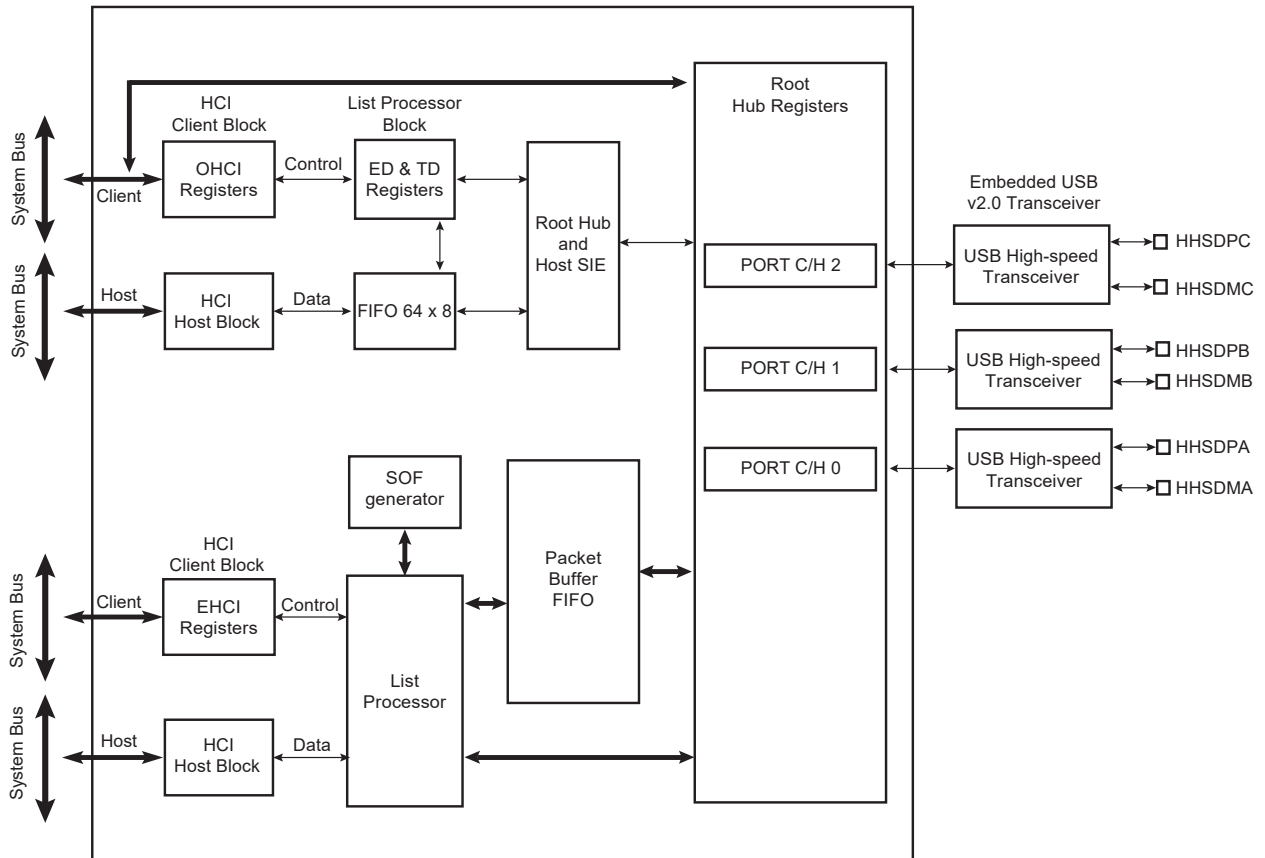 Root
Hub Registers
HCI
Client Block
List Processor
Block
System Bus
Client
OHCI
Registers
Control
ED & TD
Registers
Root Hub
and
Host SIE
Embedded USB
v2.0 Transceiver
PORT C/H 2
USB High-speed
Transceiver
HHSDPC
HHSDMC
System Bus
Host
HCI
Host Block
Data
FIFO 64 x 8
PORT C/H 1
USB High-speed
Transceiver
HHSDPB
HHSDMB
PORT C/H 0
USB High-speed
Transceiver
HHSDPA
HHSDMA
SOF
generator
Packet
Buffer
FIFO
HCI
Client Block
System Bus
Client
EHCI
Registers
Control
List
Processor
System Bus
Host
HCI
Host Block
Data